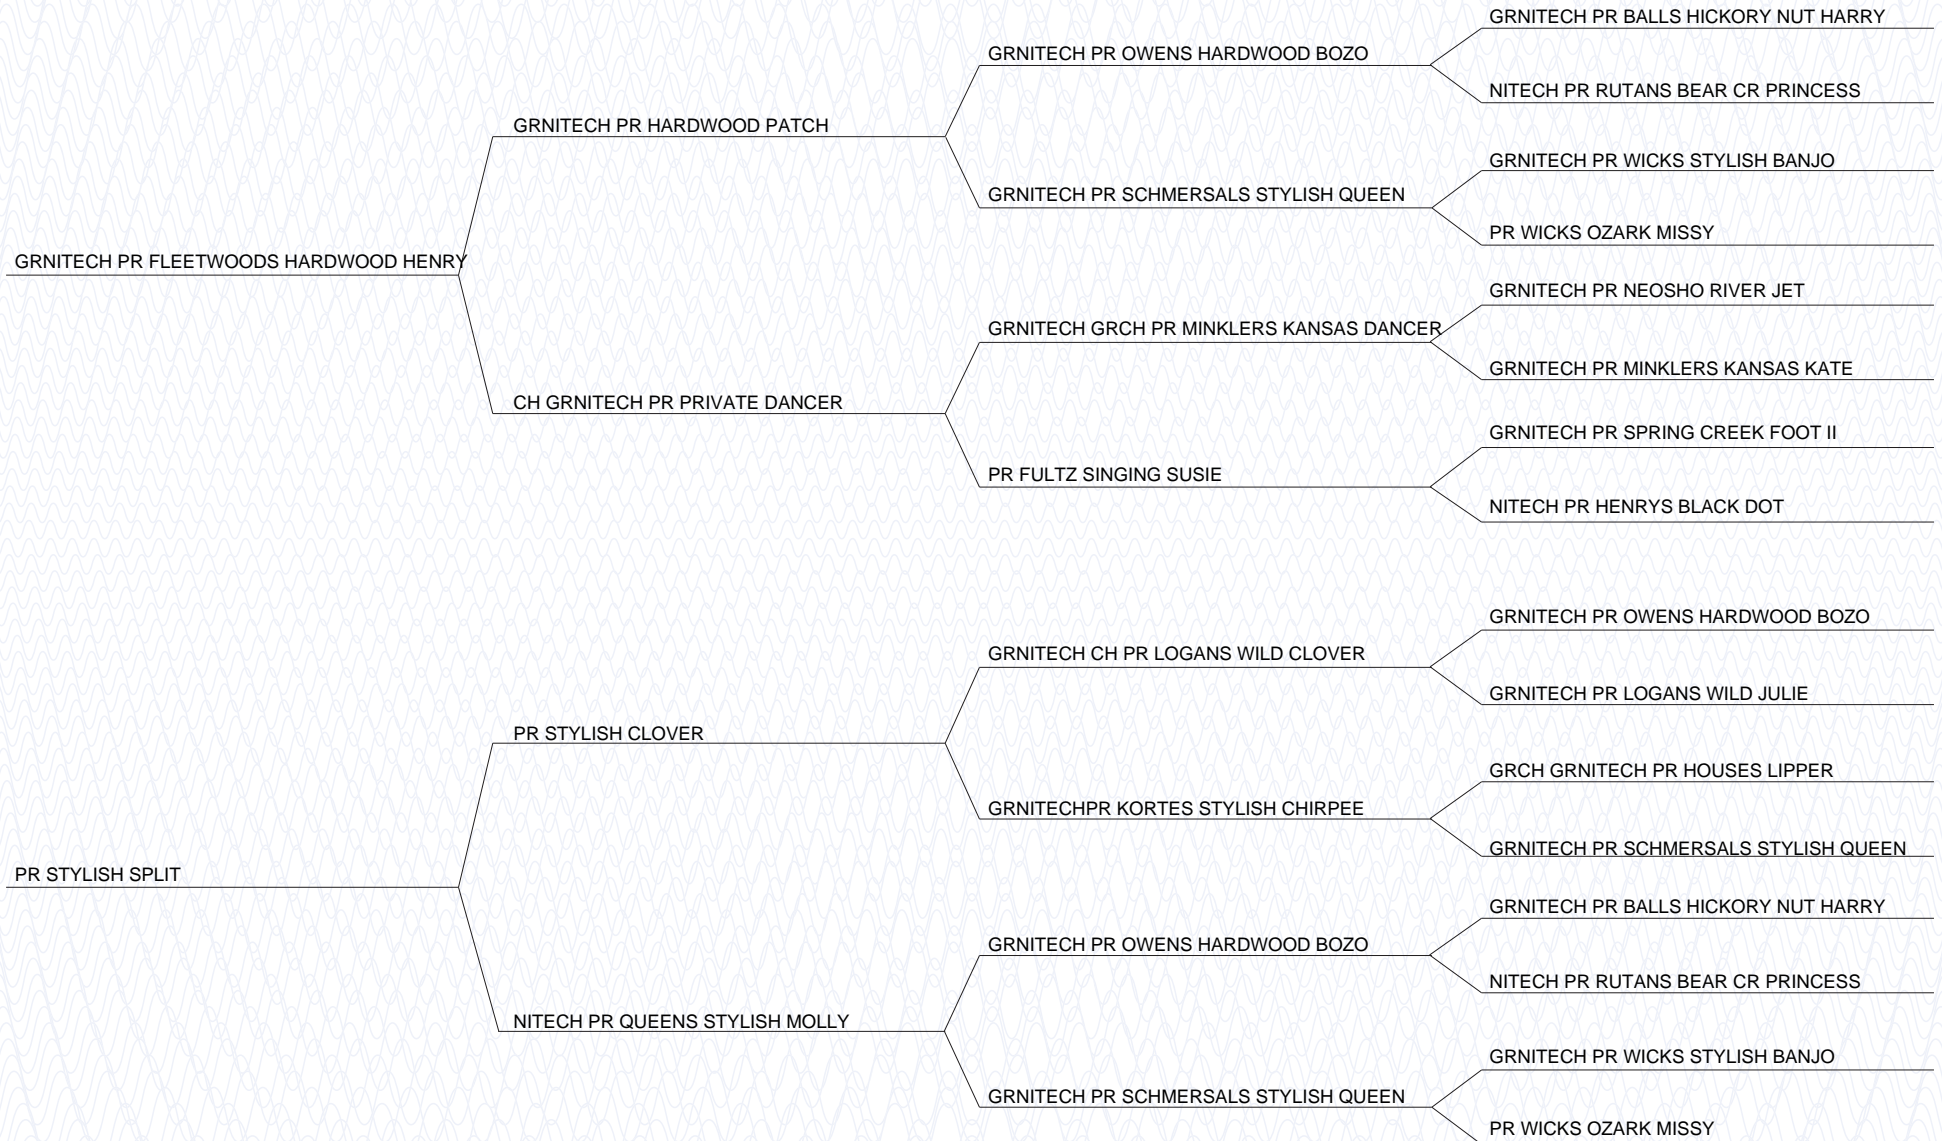 GRNITECH PR BALLS HICKORY NUT HARRY
GRNITECH PR OWENS HARDWOOD BOZO
NITECH PR RUTANS BEAR CR PRINCESS
GRNITECH PR HARDWOOD PATCH
GRNITECH PR WICKS STYLISH BANJO
GRNITECH PR SCHMERSALS STYLISH QUEEN
PR WICKS OZARK MISSY
GRNITECH PR FLEETWOODS HARDWOOD HENRY
GRNITECH PR NEOSHO RIVER JET
GRNITECH GRCH PR MINKLERS KANSAS DANCER
GRNITECH PR MINKLERS KANSAS KATE
CH GRNITECH PR PRIVATE DANCER
GRNITECH PR SPRING CREEK FOOT II
PR FULTZ SINGING SUSIE
NITECH PR HENRYS BLACK DOT
GRNITECH PR OWENS HARDWOOD BOZO
GRNITECH CH PR LOGANS WILD CLOVER
GRNITECH PR LOGANS WILD JULIE
PR STYLISH CLOVER
GRCH GRNITECH PR HOUSES LIPPER
GRNITECHPR KORTES STYLISH CHIRPEE
GRNITECH PR SCHMERSALS STYLISH QUEEN
PR STYLISH SPLIT
GRNITECH PR BALLS HICKORY NUT HARRY
GRNITECH PR OWENS HARDWOOD BOZO
NITECH PR RUTANS BEAR CR PRINCESS
NITECH PR QUEENS STYLISH MOLLY
GRNITECH PR WICKS STYLISH BANJO
GRNITECH PR SCHMERSALS STYLISH QUEEN
PR WICKS OZARK MISSY